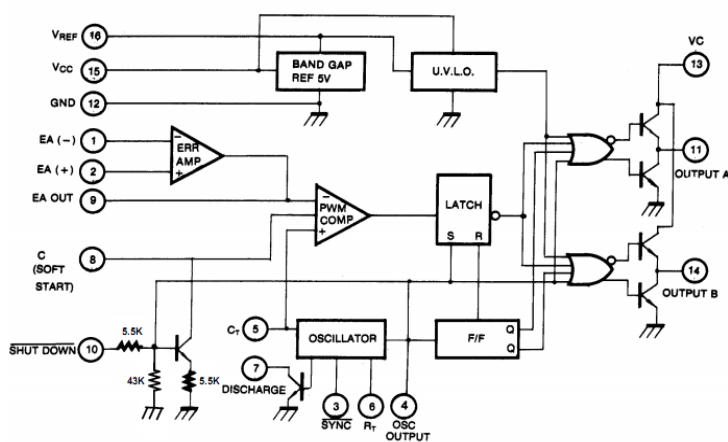 VREF 16
VCC 15
GND 12
EA (-) 1
EA (+) 2
EA OUT 9
C
(SOFT
START) 8
SHUT DOWN 10
5.5K
43K
5.5K
BAND GAP
REF 5V
U.V.L.O.
- ERR
AMP
+
-
PWM
COMP
+
LATCH
S R
CT 5
OSCILLATOR
F/F
Q
Q
7
DISCHARGE
3
SYNC
6
RT
4
OSC
OUTPUT
VC
13
11
OUTPUT A
14
OUTPUT B